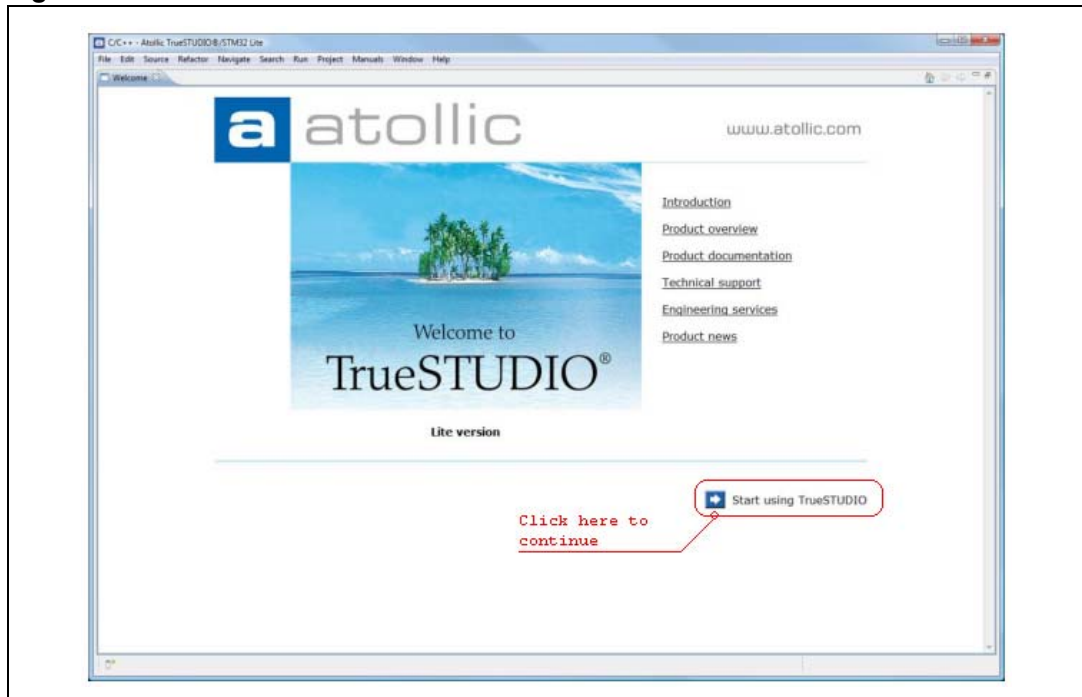 C/C++ - Atollic TrueSTUDIO®/STM32 Lite
File Edit Source Refactor Navigate Search Run Project Manuals Window Help
Welcome
a atollic
www.atollic.com
Introduction
Product overview
Product documentation
Technical support
Engineering services
Product news
Welcome to
TrueSTUDIO®
Lite version
Start using TrueSTUDIO
Click here to
continue